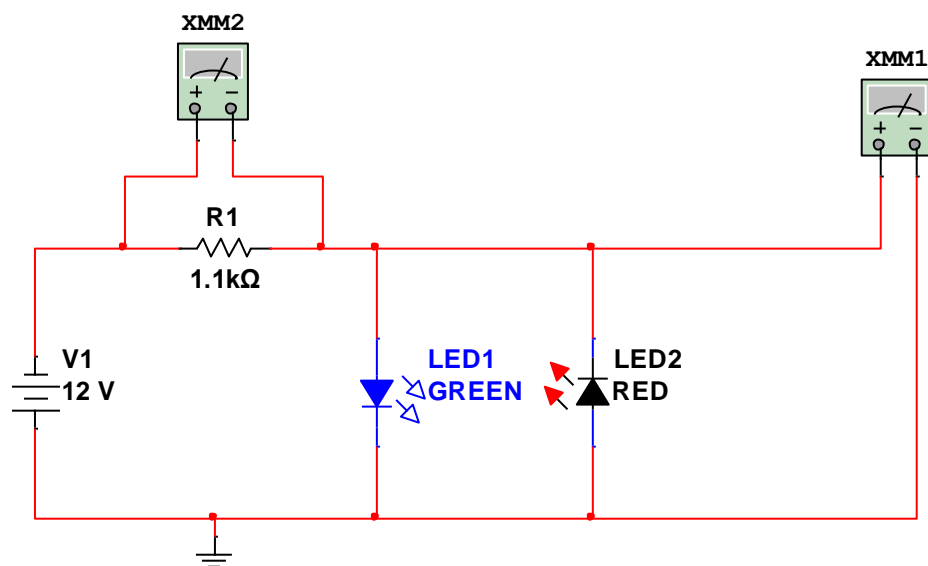 XMM2
+ −
XMM1
+ −
R1
1.1kΩ
V1
12 V
LED1
GREEN
LED2
RED